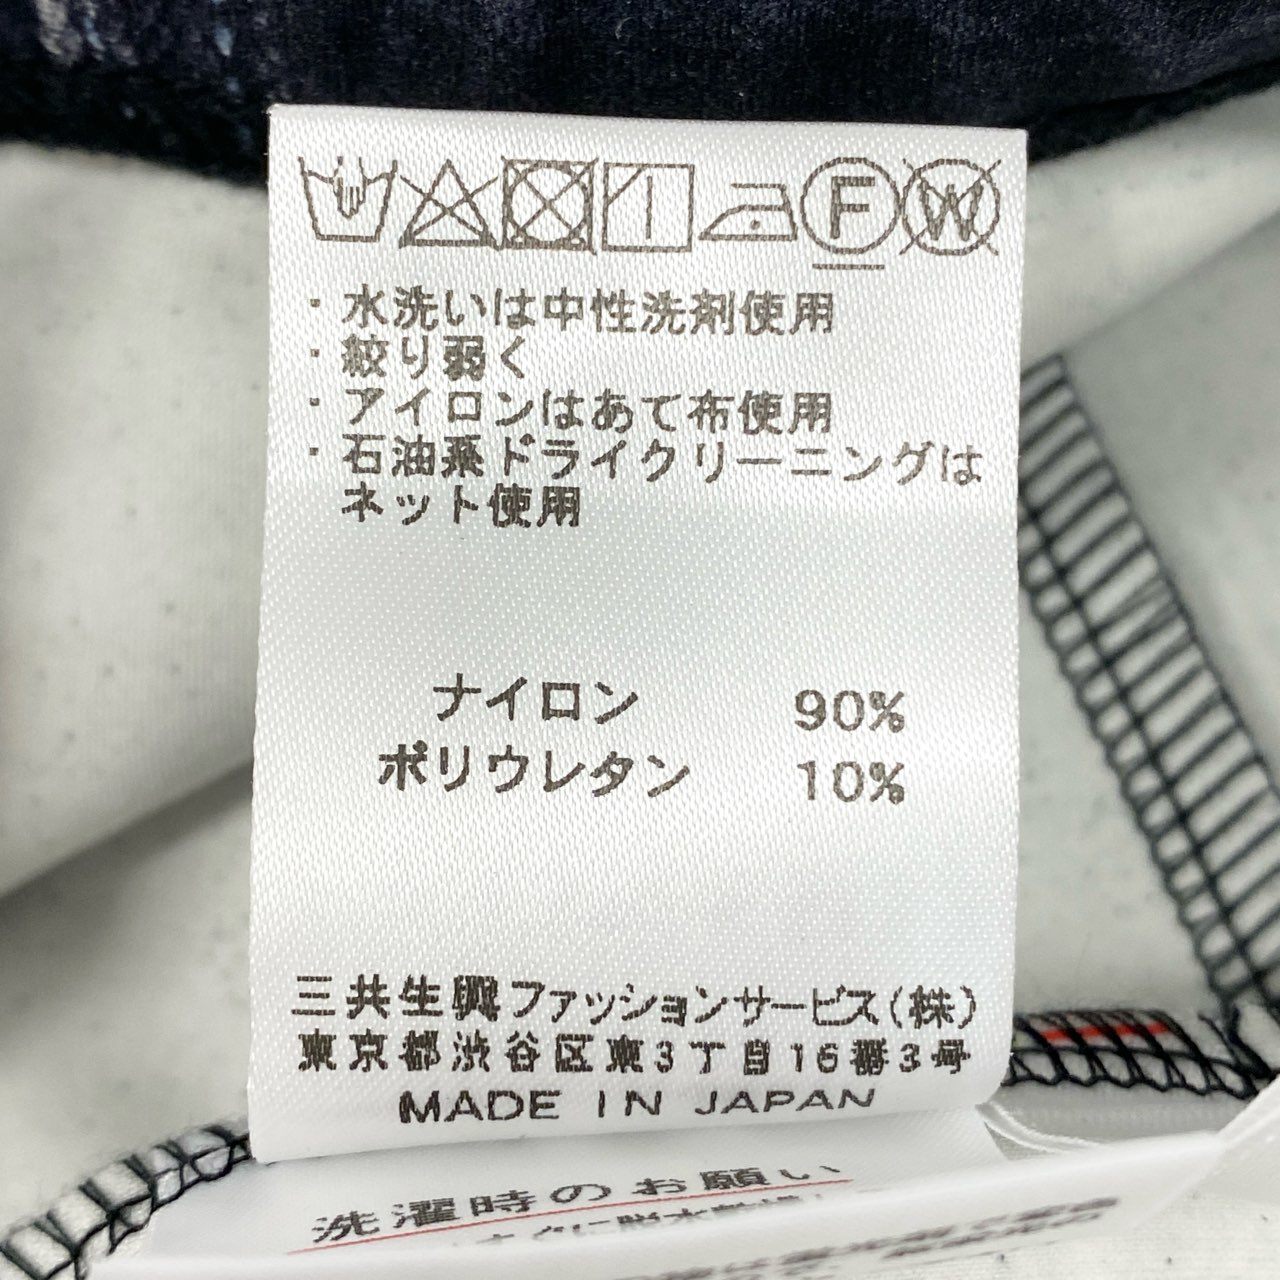 F W
・水洗いは中性洗剤使用
・絞り弱く
・アイロンはあて布使用
・石油系ドライクリーニングは
ネット使用
ナイロン 90%
ポリウレタン 10%
三共生興ファッションサービス(株)
東京都渋谷区東3丁目16番3号
MADE IN JAPAN
洗濯時のお願い